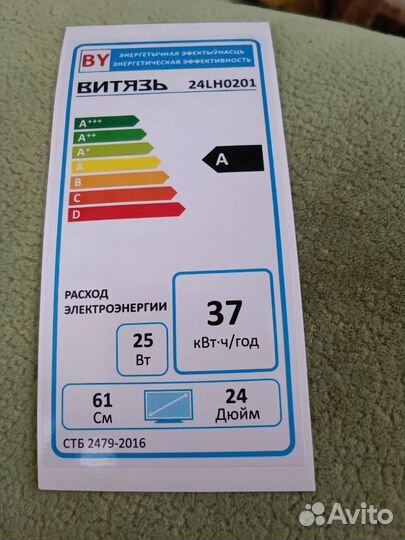 BY
ЭНЕРГЕТЫЧНАЯ ЭФЕКТЫЎНАСЦЬ
ЭНЕРГЕТИЧЕСКАЯ ЭФФЕКТИВНОСТЬ
ВИТЯЗЬ 24LH0201
A+++
A++
A+
A
B
C
D
A
РАСХОД
ЭЛЕКТРОЭНЕРГИИ
25
Вт
37
кВт·ч/год
61
См
24
Дюйм
СТБ 2479-2016
Avito